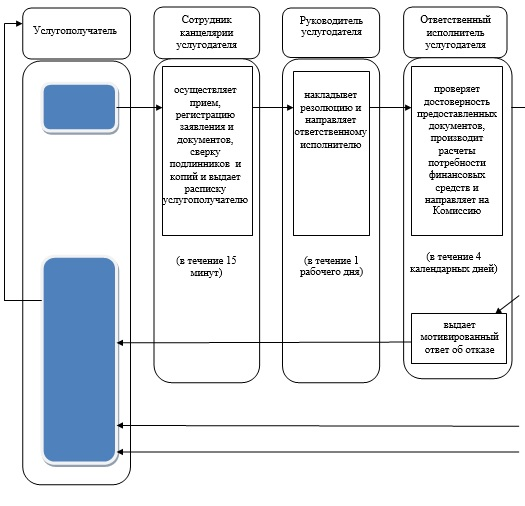 Услугополучатель
Сотрудник
канцелярии
услугодателя
Руководитель
услугодателя
Ответственный
исполнитель
услугодателя
осуществляет
прием,
регистрацию
заявления и
документов,
сверку
подлинников и
копий и выдает
расписку
услугополучателю
(в течение 15
минут)
накладывет
резолюцию и
направляет
ответственному
исполнителю
(в течение 1
рабочего дня)
проверяет
достоверность
предоставленных
документов,
производит
расчеты
потребности
финансовых
средств и
направляет на
Комиссию
(в течение 4
календарных дней)
выдает
мотивированный
ответ об отказе